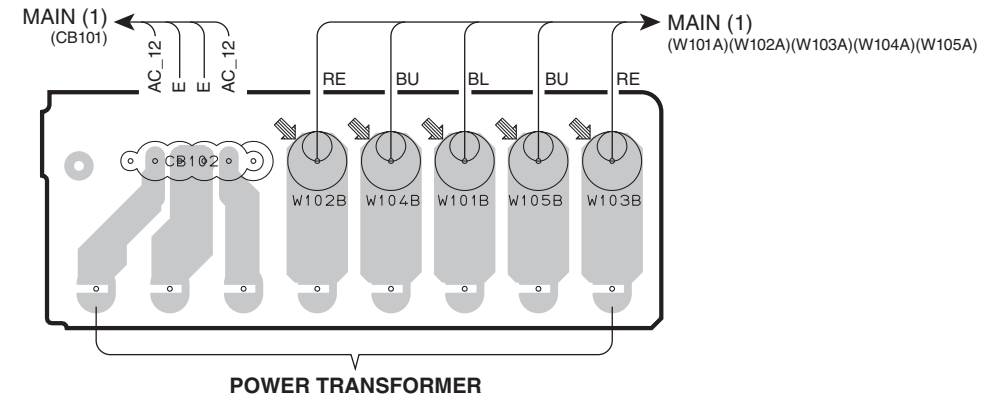 MAIN (1)
(CB101)
MAIN (1)
(W101A)(W102A)(W103A)(W104A)(W105A)
AC_12
E
E
AC_12
RE
BU
BL
BU
RE
CB102
W102B
W104B
W101B
W105B
W103B
POWER TRANSFORMER